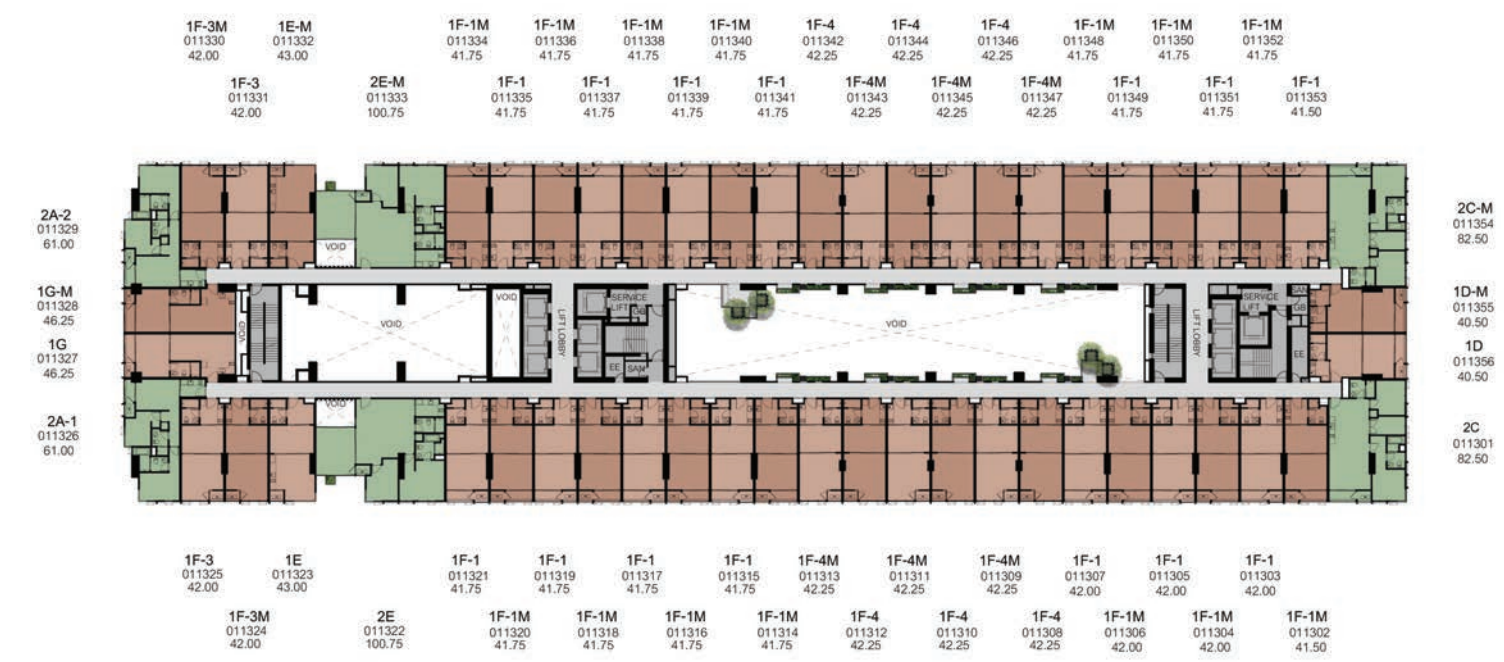 1F-3M
011330
42.00
1E-M
011332
43.00
1F-1M
011334
41.75
1F-1M
011336
41.75
1F-1M
011338
41.75
1F-1M
011340
41.75
1F-4
011342
42.25
1F-4
011344
42.25
1F-4
011346
42.25
1F-1M
011348
41.75
1F-1M
011350
41.75
1F-1M
011352
41.75
1F-3
011331
42.00
2E-M
011333
100.75
1F-1
011335
41.75
1F-1
011337
41.75
1F-1
011339
41.75
1F-1
011341
41.75
1F-4M
011343
42.25
1F-4M
011345
42.25
1F-4M
011347
42.25
1F-1
011349
41.75
1F-1
011351
41.75
1F-1
011353
41.50
2A-2
011329
61.00
1G-M
011328
46.25
1G
011327
46.25
2A-1
011326
61.00
VOID
VOID
VOID
VOID
VOID
LIFT LOBBY
SERVICE
LIFT
GB
EE
SAN
VOID
LIFT LOBBY
SERVICE
LIFT
SAN
GB
EE
2C-M
011354
82.50
1D-M
011355
40.50
1D
011356
40.50
2C
011301
82.50
1F-3
011325
42.00
1E
011323
43.00
1F-1
011321
41.75
1F-1
011319
41.75
1F-1
011317
41.75
1F-1
011315
41.75
1F-4M
011313
42.25
1F-4M
011311
42.25
1F-4M
011309
42.25
1F-1
011307
42.00
1F-1
011305
42.00
1F-1
011303
42.00
1F-3M
011324
42.00
2E
011322
100.75
1F-1M
011320
41.75
1F-1M
011318
41.75
1F-1M
011316
41.75
1F-1M
011314
41.75
1F-4
011312
42.25
1F-4
011310
42.25
1F-4
011308
42.25
1F-1M
011306
42.00
1F-1M
011304
42.00
1F-1M
011302
41.50